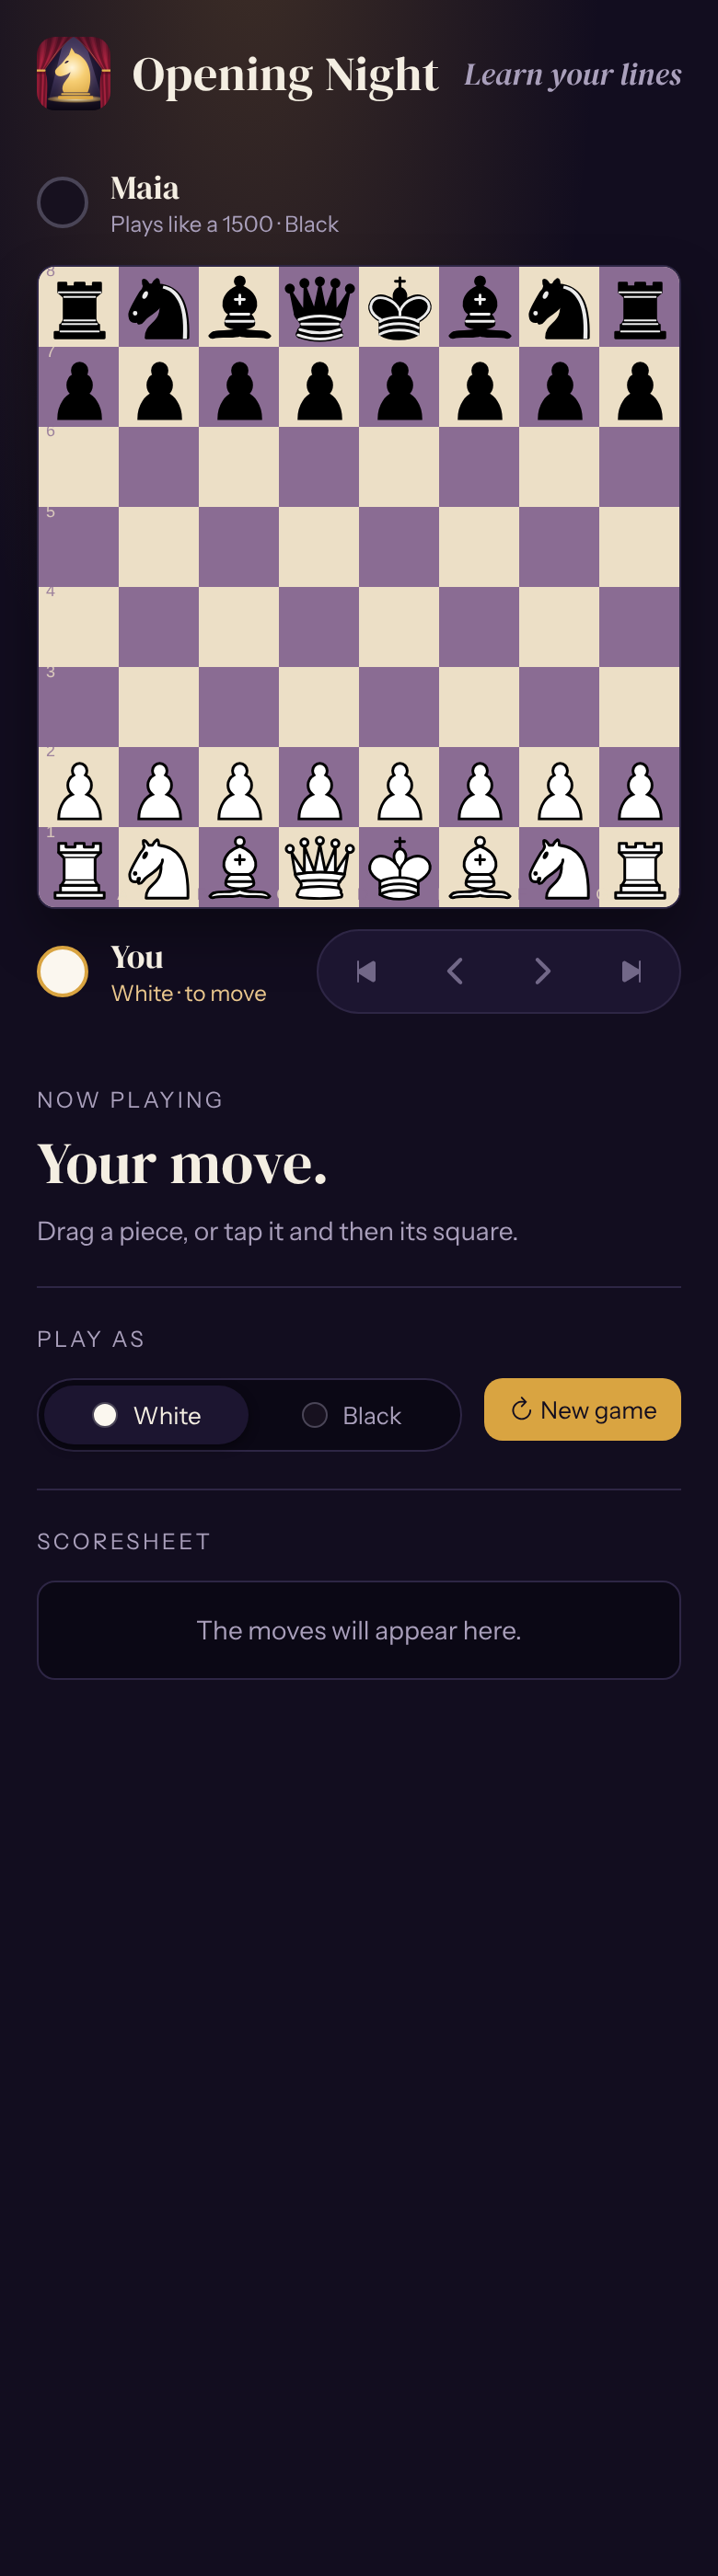 Opening Night Learn your lines
Maia
Plays like a 1500 · Black
8
7
6
5
4
3
2
1
You
White · to move
NOW PLAYING
Your move.
Drag a piece, or tap it and then its square.
PLAY AS
White Black New game
SCORESHEET
The moves will appear here.